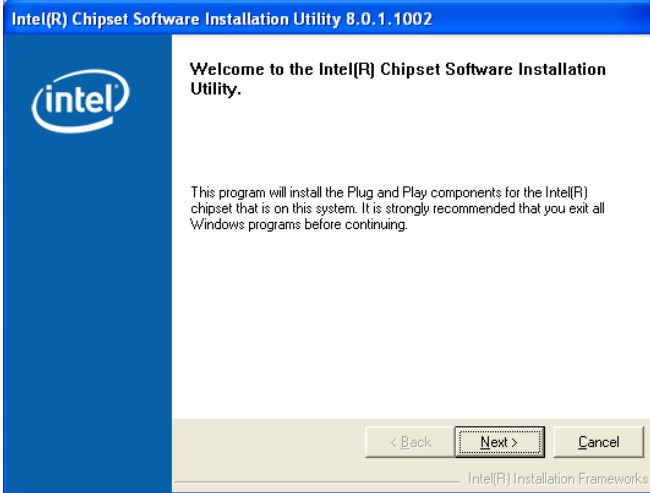 Intel(R) Chipset Software Installation Utility 8.0.1.1002
intel
Welcome to the Intel(R) Chipset Software Installation
Utility.
This program will install the Plug and Play components for the Intel(R)
chipset that is on this system. It is strongly recommended that you exit all
Windows programs before continuing.
< Back
Next >
Cancel
Intel(R) Installation Frameworks